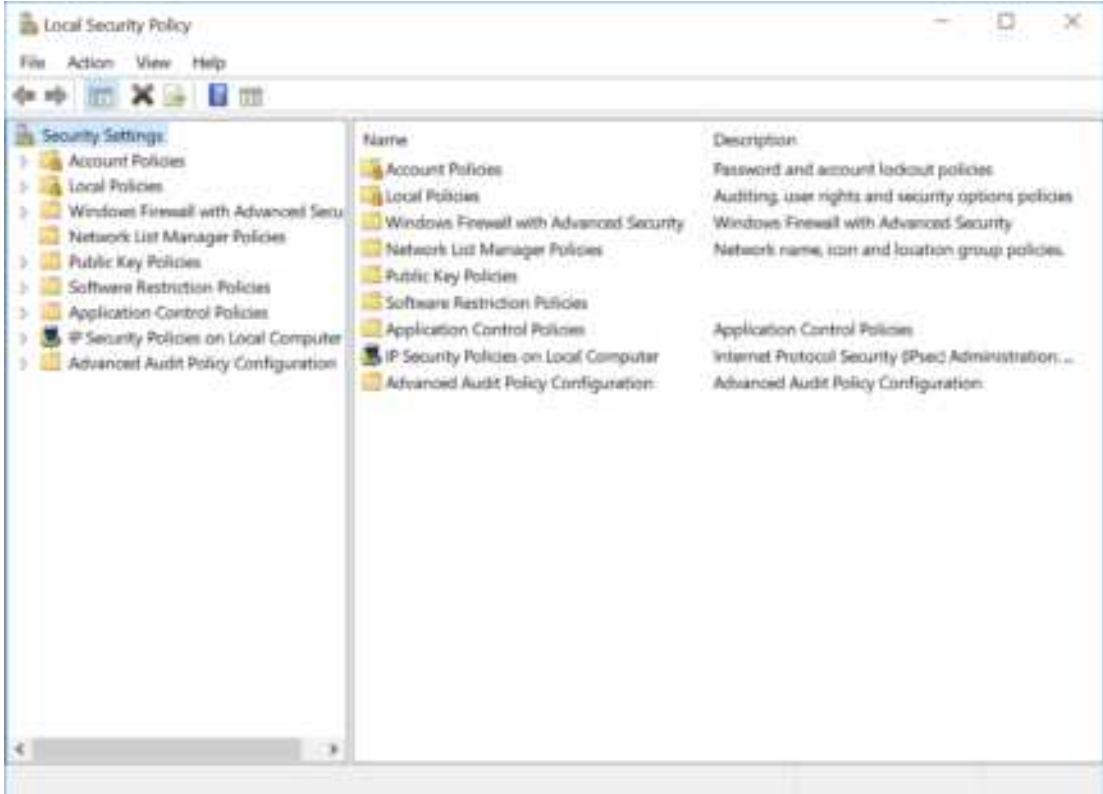 Local Security Policy
File Action View Help
Security Settings
Account Policies
Local Policies
Windows Firewall with Advanced Secu
Network List Manager Policies
Public Key Policies
Software Restriction Policies
Application Control Policies
IP Security Policies on Local Computer
Advanced Audit Policy Configuration
Name Description
Account Policies Password and account lockout policies
Local Policies Auditing, user rights and security options policies
Windows Firewall with Advanced Security Windows Firewall with Advanced Security
Network List Manager Policies Network name, icon and location group policies.
Public Key Policies
Software Restriction Policies
Application Control Policies Application Control Policies
IP Security Policies on Local Computer Internet Protocol Security (IPsec) Administration. ...
Advanced Audit Policy Configuration Advanced Audit Policy Configuration